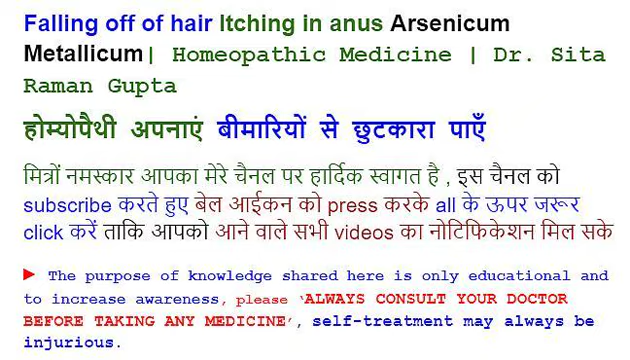 Falling off of hair Itching in anus Arsenicum
Metallicum| Homeopathic Medicine | Dr. Sita
Raman Gupta
होम्योपैथी अपनाएं बीमारियों से छुटकारा पाएँ
मित्रों नमस्कार आपका मेरे चैनल पर हार्दिक स्वागत है , इस चैनल को
subscribe करते हुए बेल आईकन को press करके all के ऊपर जरूर
click करें ताकि आपको आने वाले सभी videos का नोटिफिकेशन मिल सके
► The purpose of knowledge shared here is only educational and
to increase awareness, please ‘ALWAYS CONSULT YOUR DOCTOR
BEFORE TAKING ANY MEDICINE’, self-treatment may always be
injurious.